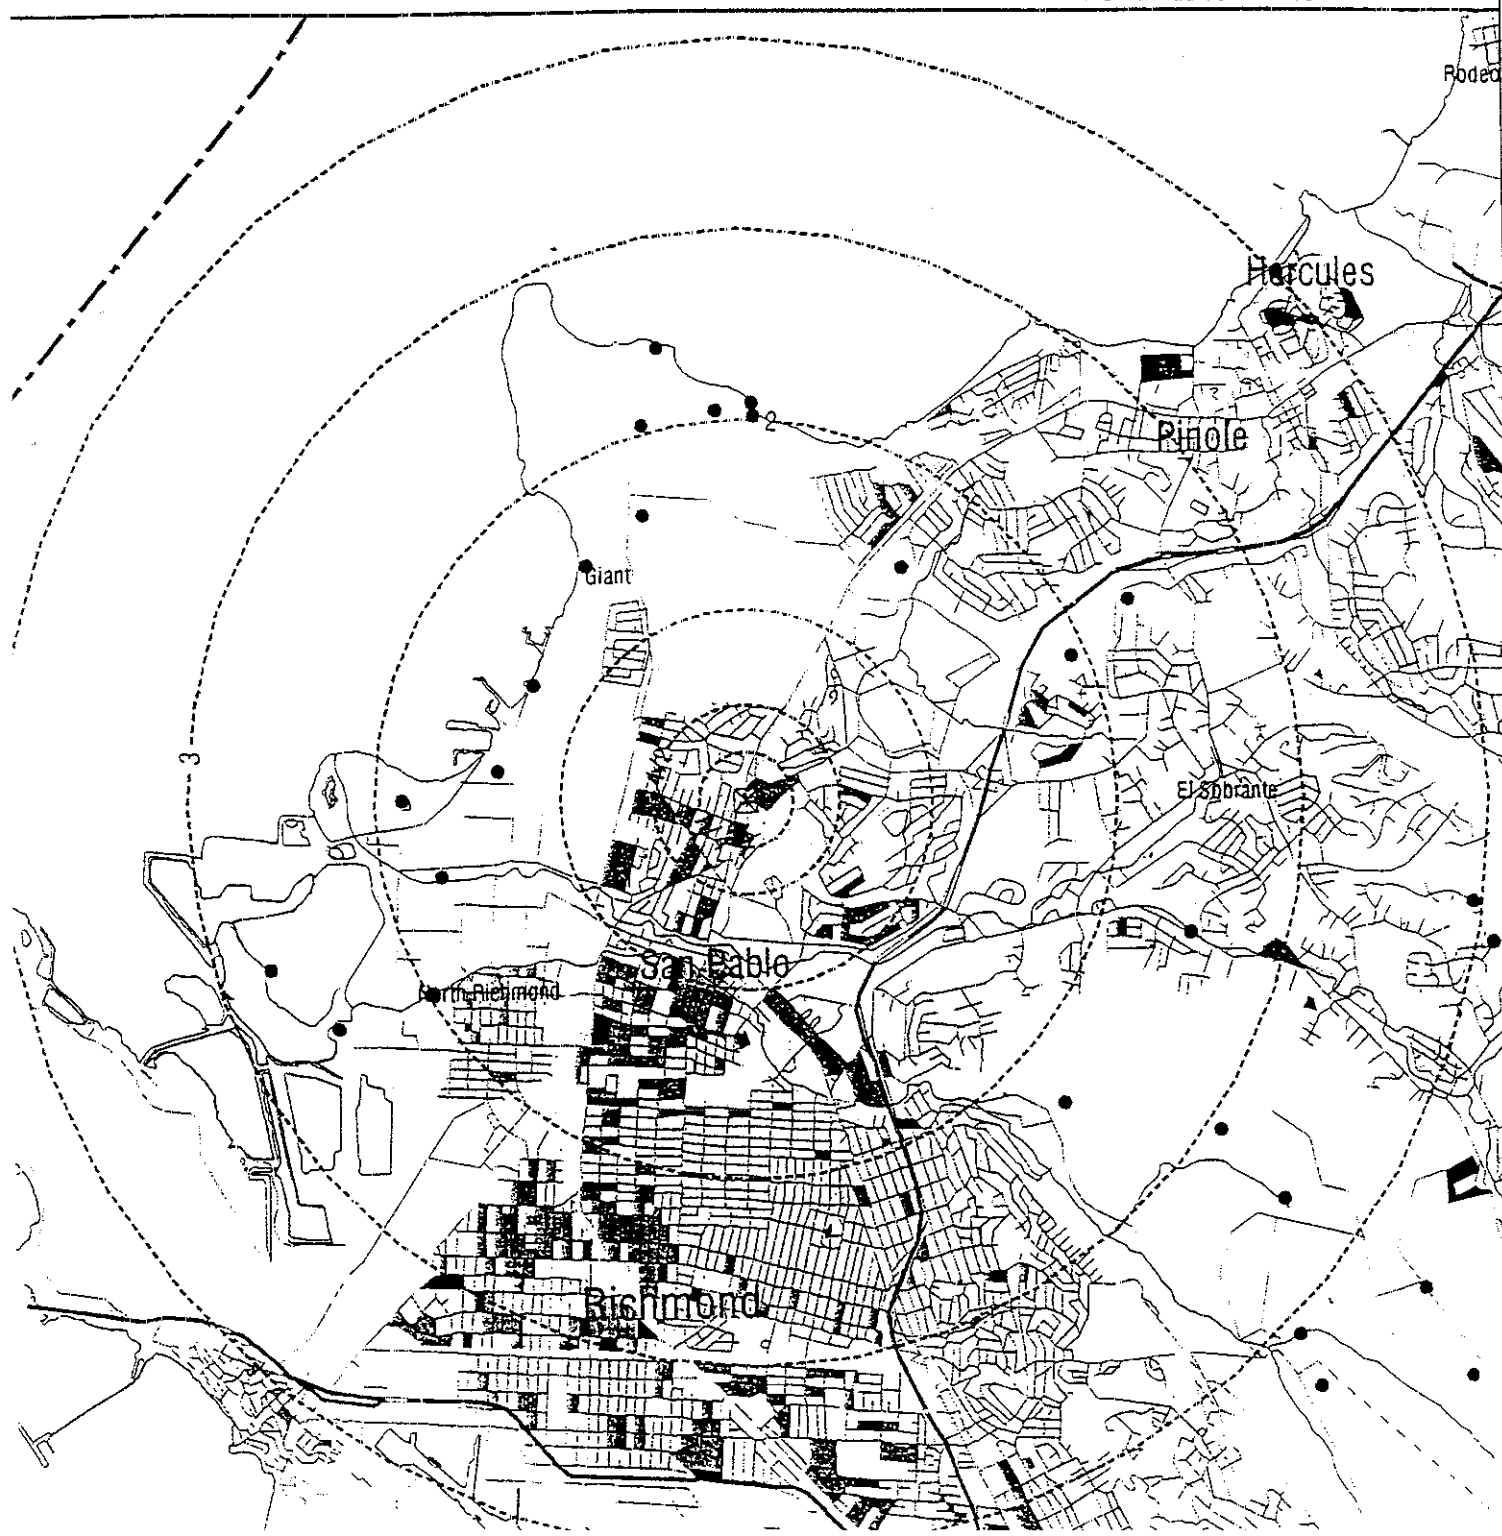 Rodeo
Hercules
2
Pinole
Giant
3
El Sobrante
San Pablo
North Richmond
Richmond